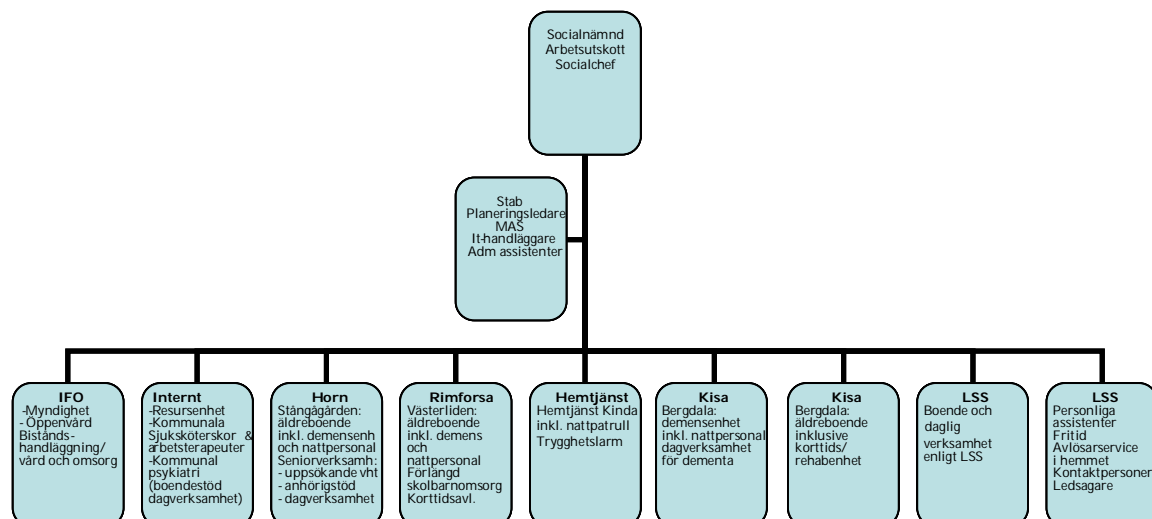 Socialnämnd
Arbetsutskott
Socialchef
Stab
Planeringsledare
MAS
It-handläggare
Adm assistenter
IFO
-Myndighet
- Öppenvård
Bistånds-
handläggning/
vård och omsorg
Internt
-Resursenhet
-Kommunala
Sjuksköterskor &
arbetsterapeuter
-Kommunal
psykiatri
(boendestöd
dagverksamhet)
Horn
Stångågården:
äldreboende
inkl. demensenh
och nattpersonal
Seniorverksamh:
- uppsökande vht
- anhörigstöd
- dagverksamhet
Rimforsa
Västerliden:
äldreboende
inkl. demens
och
nattpersonal
Förlängd
skolbarnomsorg
Korttidsavl.
Hemtjänst
Hemtjänst Kinda
inkl. nattpatrull
Trygghetslarm
Kisa
Bergdala:
demensenhet
inkl. nattpersonal
dagverksamhet
för dementa
Kisa
Bergdala:
äldreboende
inklusive
korttids/
rehabenhet
LSS
Boende och
daglig
verksamhet
enligt LSS
LSS
Personliga
assistenter
Fritid
Avlösarservice
i hemmet
Kontaktpersoner
Ledsagare